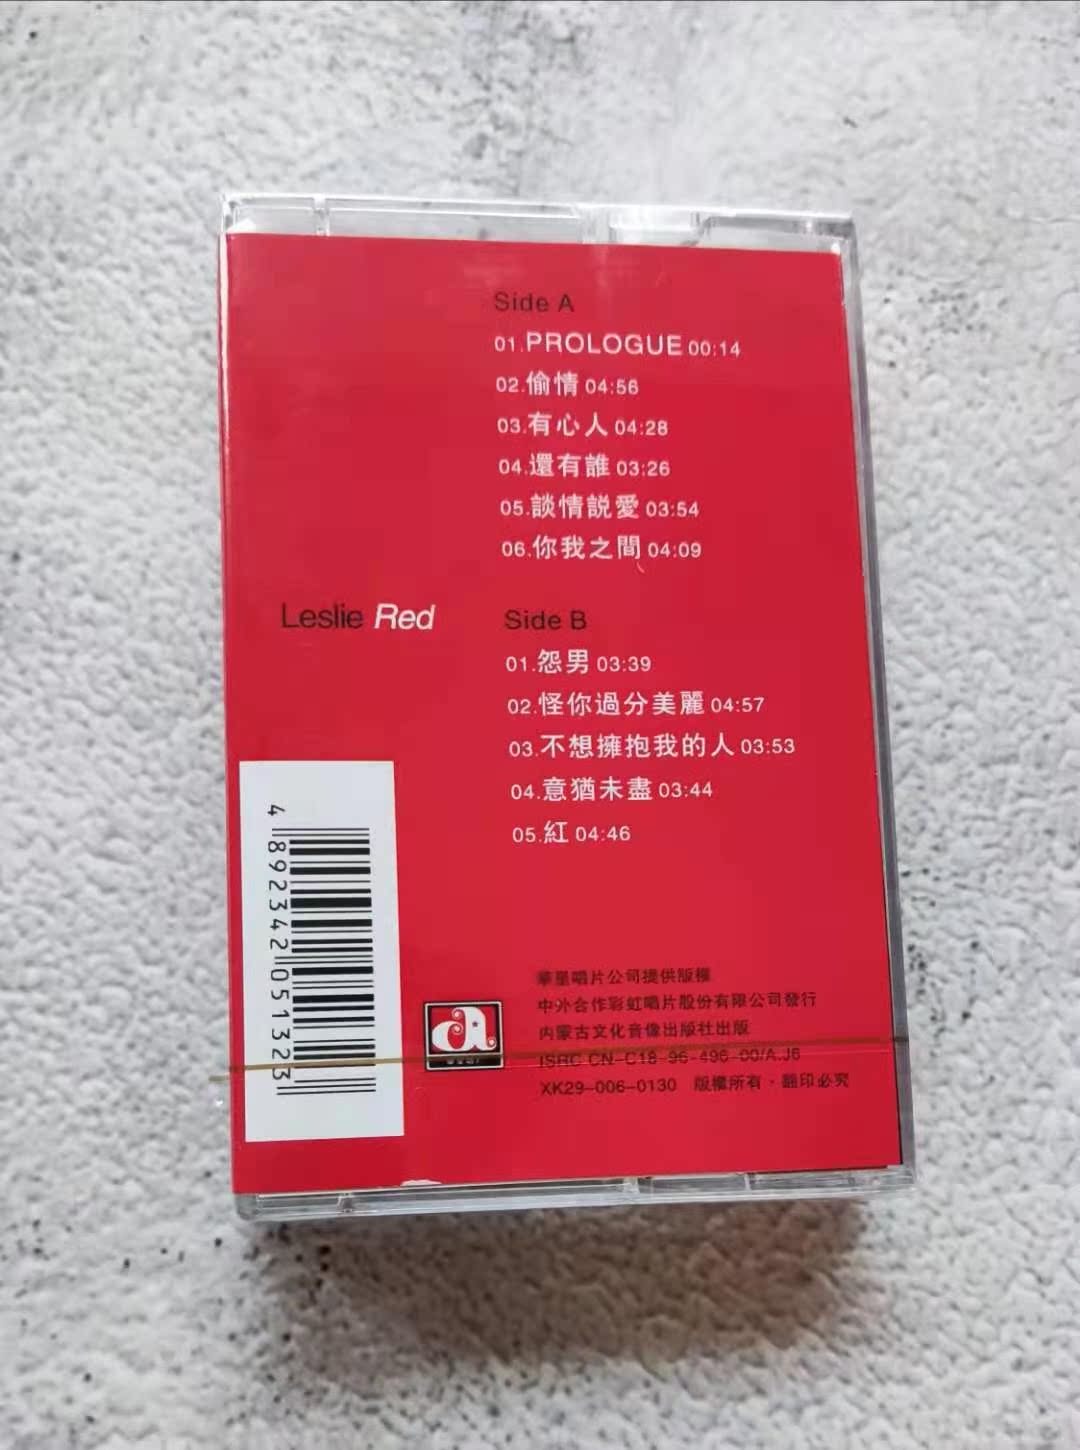 Side A
01.PROLOGUE 00:14
02.偷情 04:56
03.有心人 04:28
04.還有誰 03:26
05.談情説愛 03:54
06.你我之間 04:09
Leslie Red
Side B
01.怨男 03:39
02.怪你過分美麗 04:57
03.不想擁抱我的人 03:53
04.意猶未盡 03:44
05.紅 04:46
4 892342 051323
a
華星唱片公司提供版權
中外合作彩虹唱片股份有限公司發行
内蒙古文化音像出版社出版
ISRC CN-C18-96-496-00/A.J6
XK29-006-0130 版權所有·翻印必究